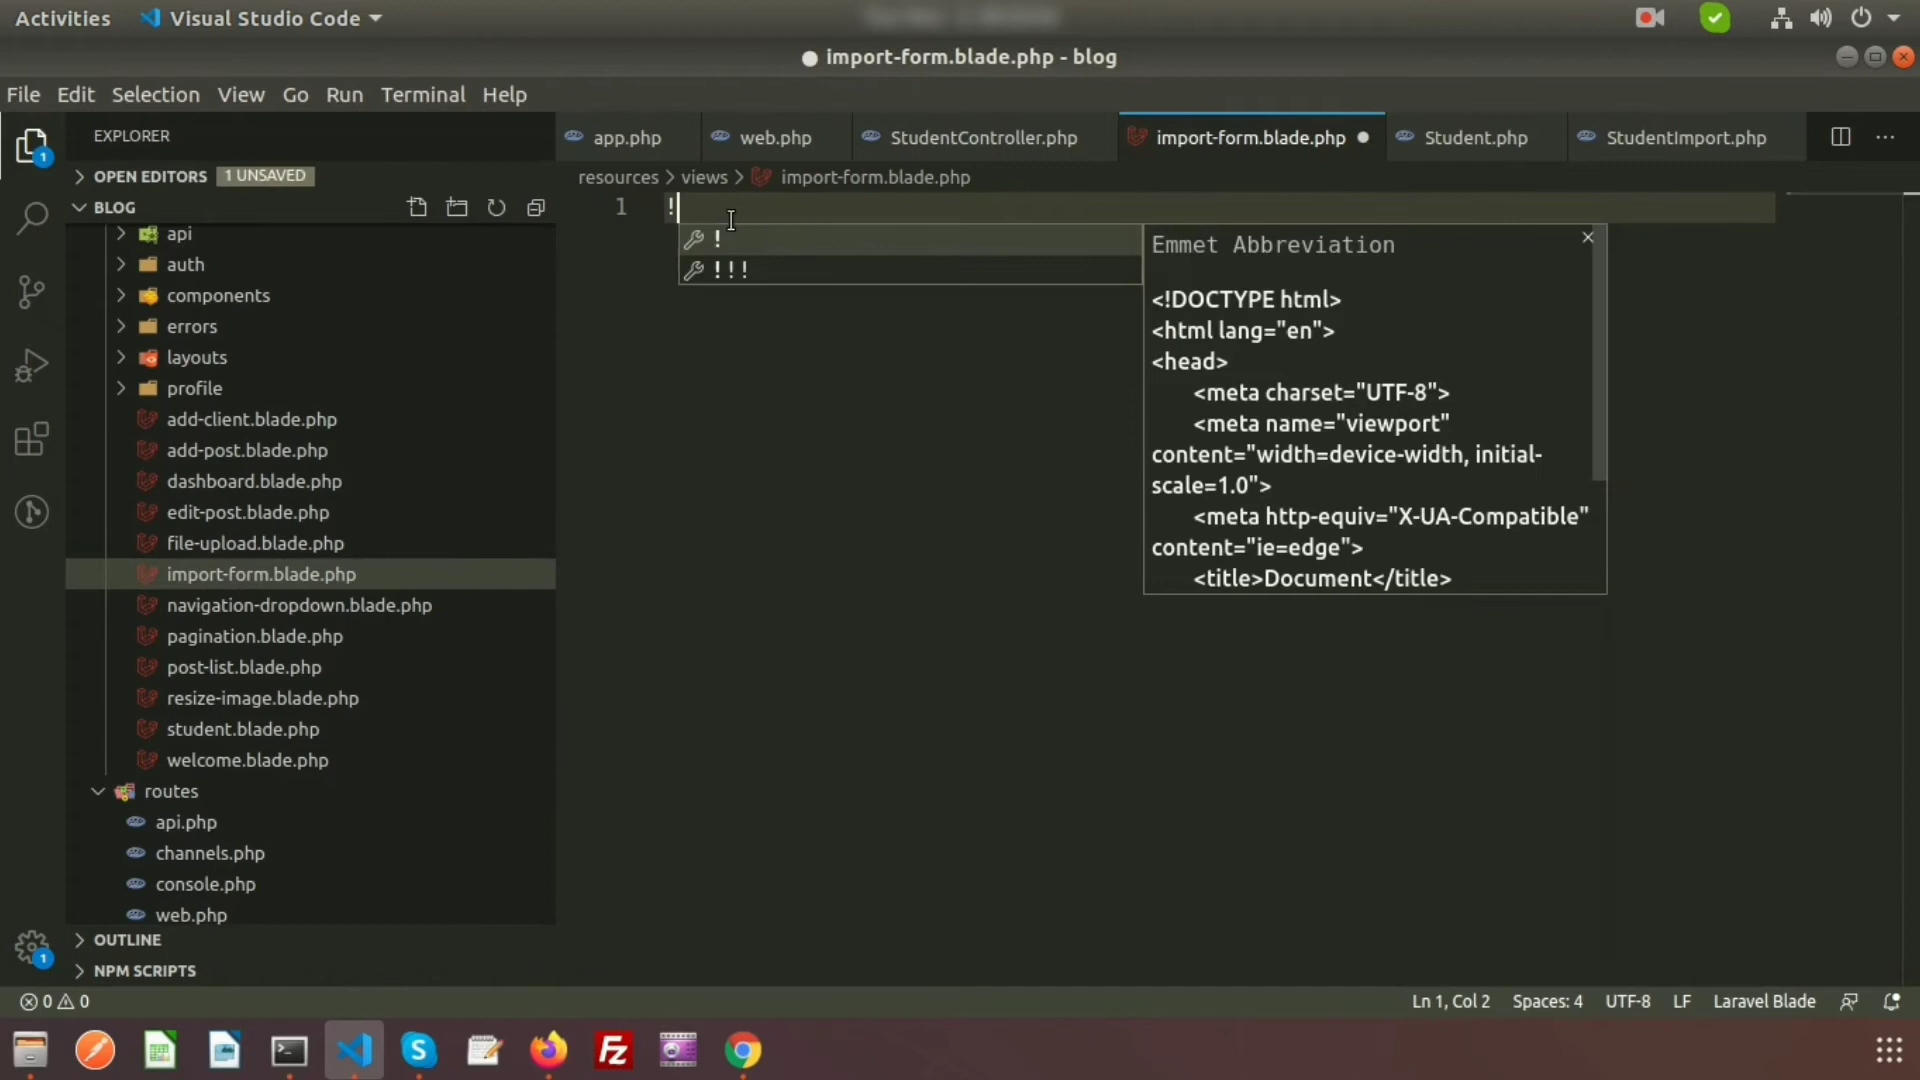 Activities
Visual Studio Code
import-form.blade.php - blog
File Edit Selection View Go Run Terminal Help
1
EXPLORER
OPEN EDITORS 1 UNSAVED
BLOG
api
auth
components
errors
layouts
profile
add-client.blade.php
add-post.blade.php
dashboard.blade.php
edit-post.blade.php
file-upload.blade.php
import-form.blade.php
navigation-dropdown.blade.php
pagination.blade.php
post-list.blade.php
resize-image.blade.php
student.blade.php
welcome.blade.php
routes
api.php
channels.php
console.php
web.php
OUTLINE
NPM SCRIPTS
1
app.php web.php StudentController.php import-form.blade.php Student.php StudentImport.php
resources > views > import-form.blade.php
1 !
!
!!!
Emmet Abbreviation
<!DOCTYPE html>
<html lang="en">
<head>
<meta charset="UTF-8">
<meta name="viewport"
content="width=device-width, initial-
scale=1.0">
<meta http-equiv="X-UA-Compatible"
content="ie=edge">
<title>Document</title>
0 0
Ln 1, Col 2 Spaces: 4 UTF-8 LF Laravel Blade
S
Fz